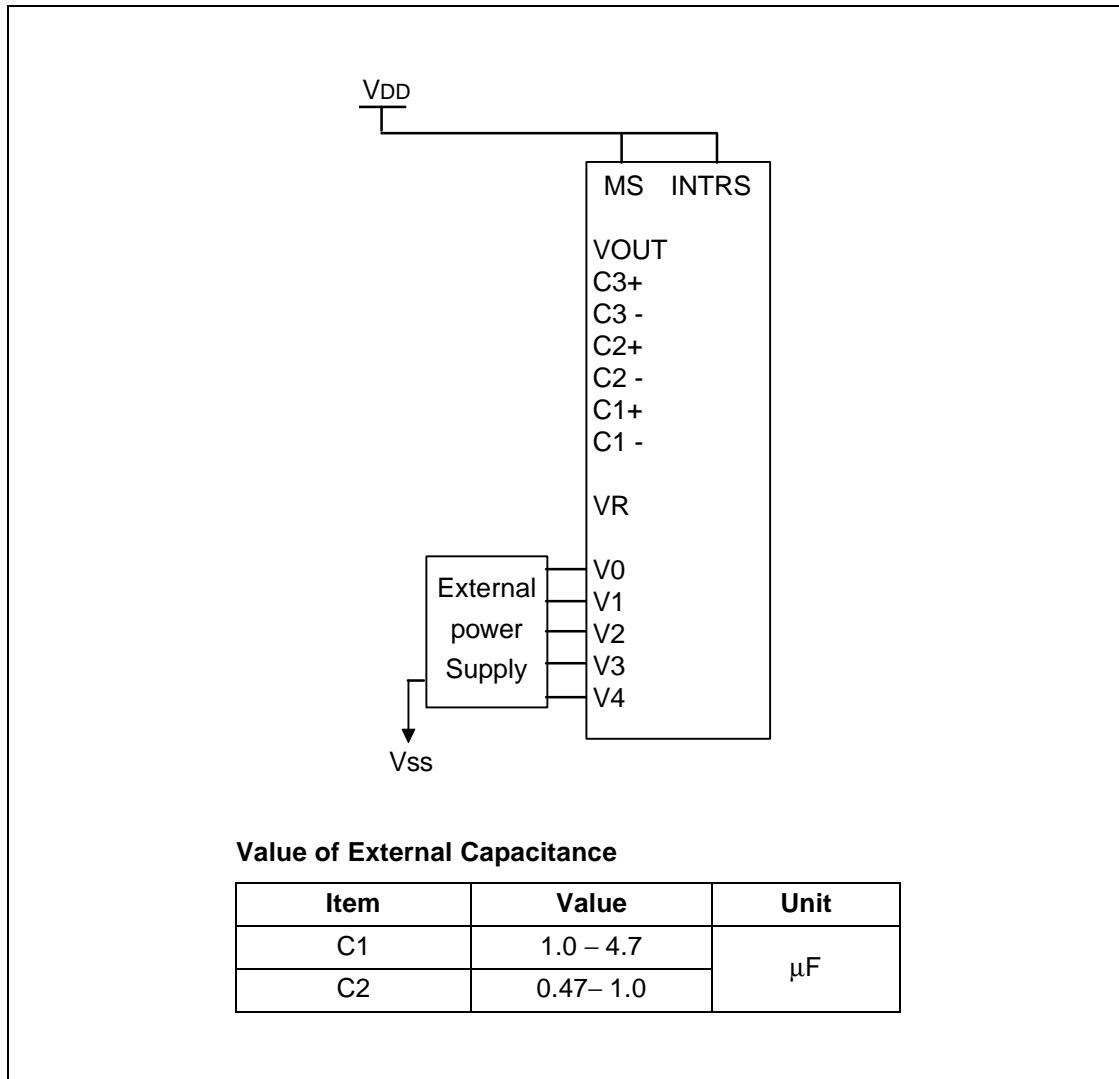 VDD
MS INTRS
VOUT
C3+
C3 -
C2+
C2 -
C1+
C1 -
VR
External
power
Supply
V0
V1
V2
V3
V4
Vss
Value of External Capacitance
Item Value Unit
C1 1.0 – 4.7 μF
C2 0.47– 1.0